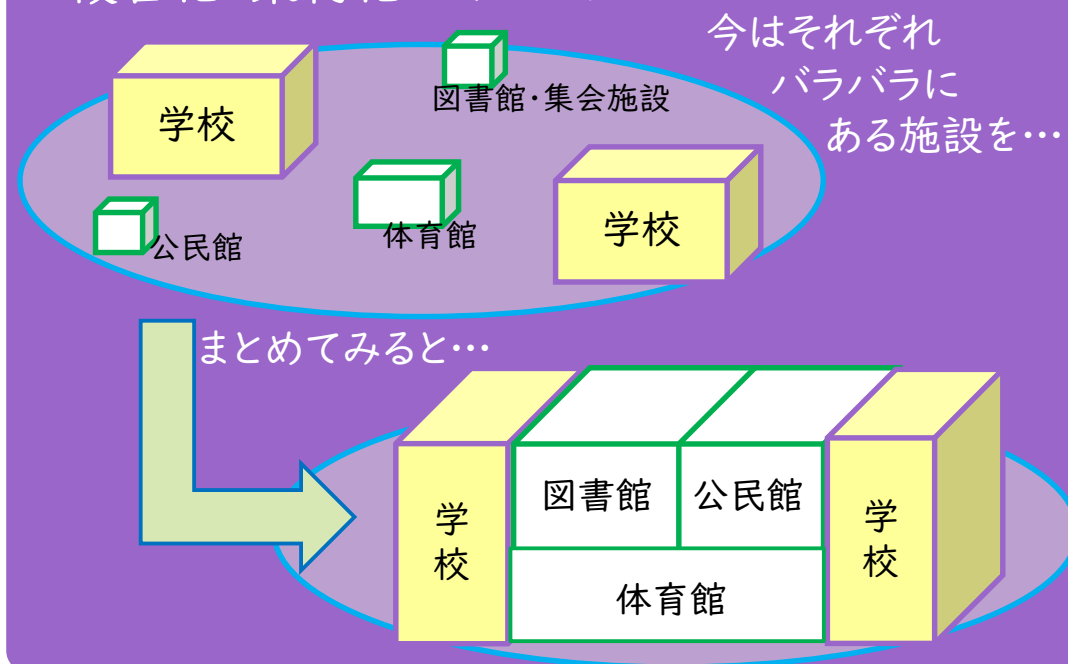 今はそれぞれ
バラバラに
ある施設を…
学校
図書館・集会施設
公民館
体育館
学校
まとめてみると…
学校
図書館
公民館
体育館
学校